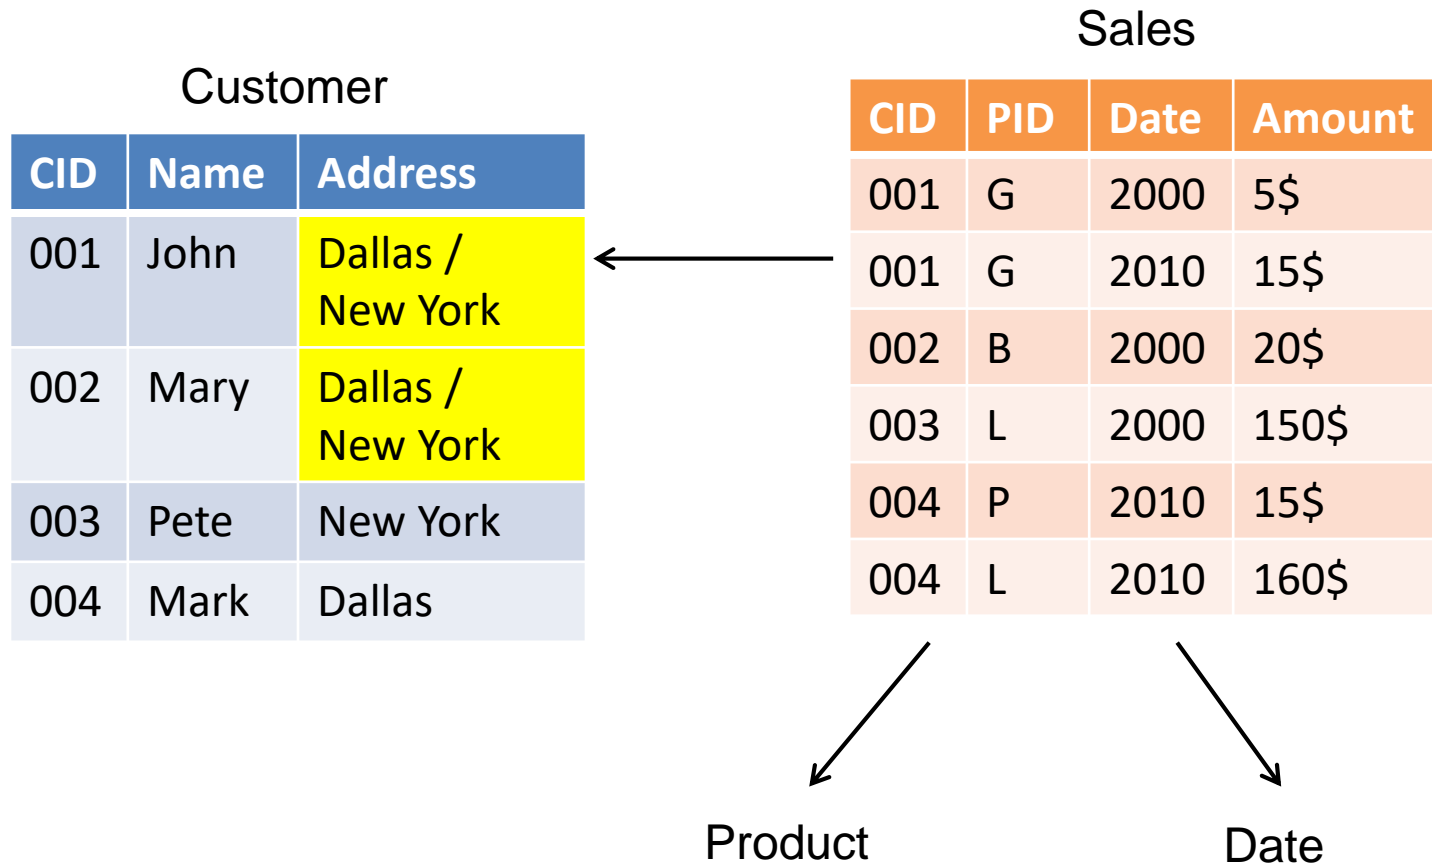 Customer
CID Name Address
001 John Dallas /
New York
002 Mary Dallas /
New York
003 Pete New York
004 Mark Dallas
Sales
CID PID Date Amount
001 G 2000 5$
001 G 2010 15$
002 B 2000 20$
003 L 2000 150$
004 P 2010 15$
004 L 2010 160$
Product
Date